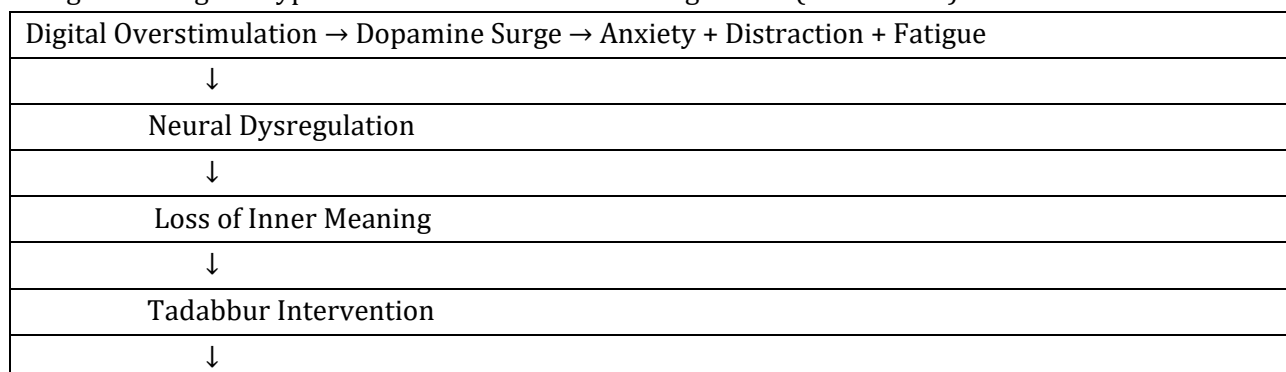 Digital Overstimulation → Dopamine Surge → Anxiety + Distraction + Fatigue
↓
Neural Dysregulation
↓
Loss of Inner Meaning
↓
Tadabbur Intervention
↓